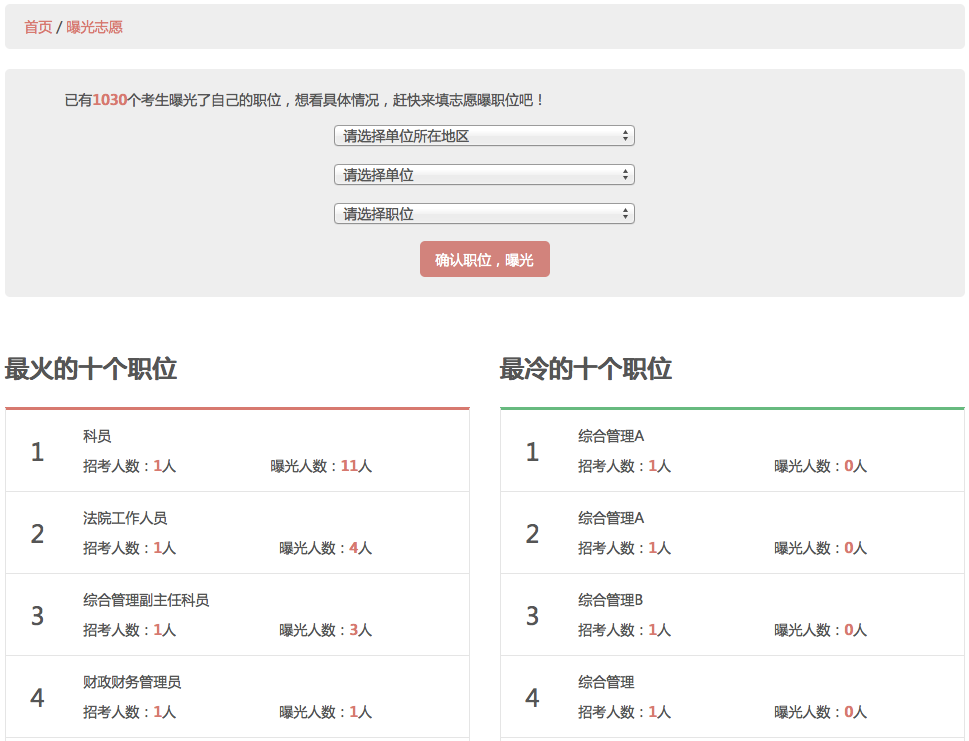 首页 / 曝光志愿
已有1030个考生曝光了自己的职位，想看具体情况，赶快来填志愿曝职位吧！
请选择单位所在地区
请选择单位
请选择职位
确认职位，曝光
最火的十个职位
1
科员
招考人数：1人 曝光人数：11人
2
法院工作人员
招考人数：1人 曝光人数：4人
3
综合管理副主任科员
招考人数：1人 曝光人数：3人
4
财政财务管理员
招考人数：1人 曝光人数：1人
最冷的十个职位
1
综合管理A
招考人数：1人 曝光人数：0人
2
综合管理A
招考人数：1人 曝光人数：0人
3
综合管理B
招考人数：1人 曝光人数：0人
4
综合管理
招考人数：1人 曝光人数：0人